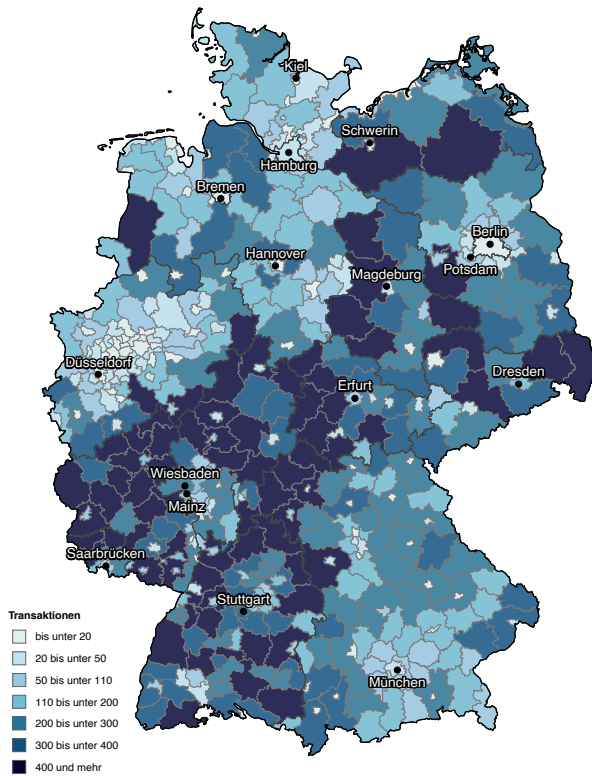 Kiel
Schwerin
Hamburg
Bremen
Berlin
Hannover
Potsdam
Magdeburg
Düsseldorf
Dresden
Erfurt
Wiesbaden
Mainz
Saarbrücken
Stuttgart
München
Transaktionen
bis unter 20
20 bis unter 50
50 bis unter 110
110 bis unter 200
200 bis unter 300
300 bis unter 400
400 und mehr